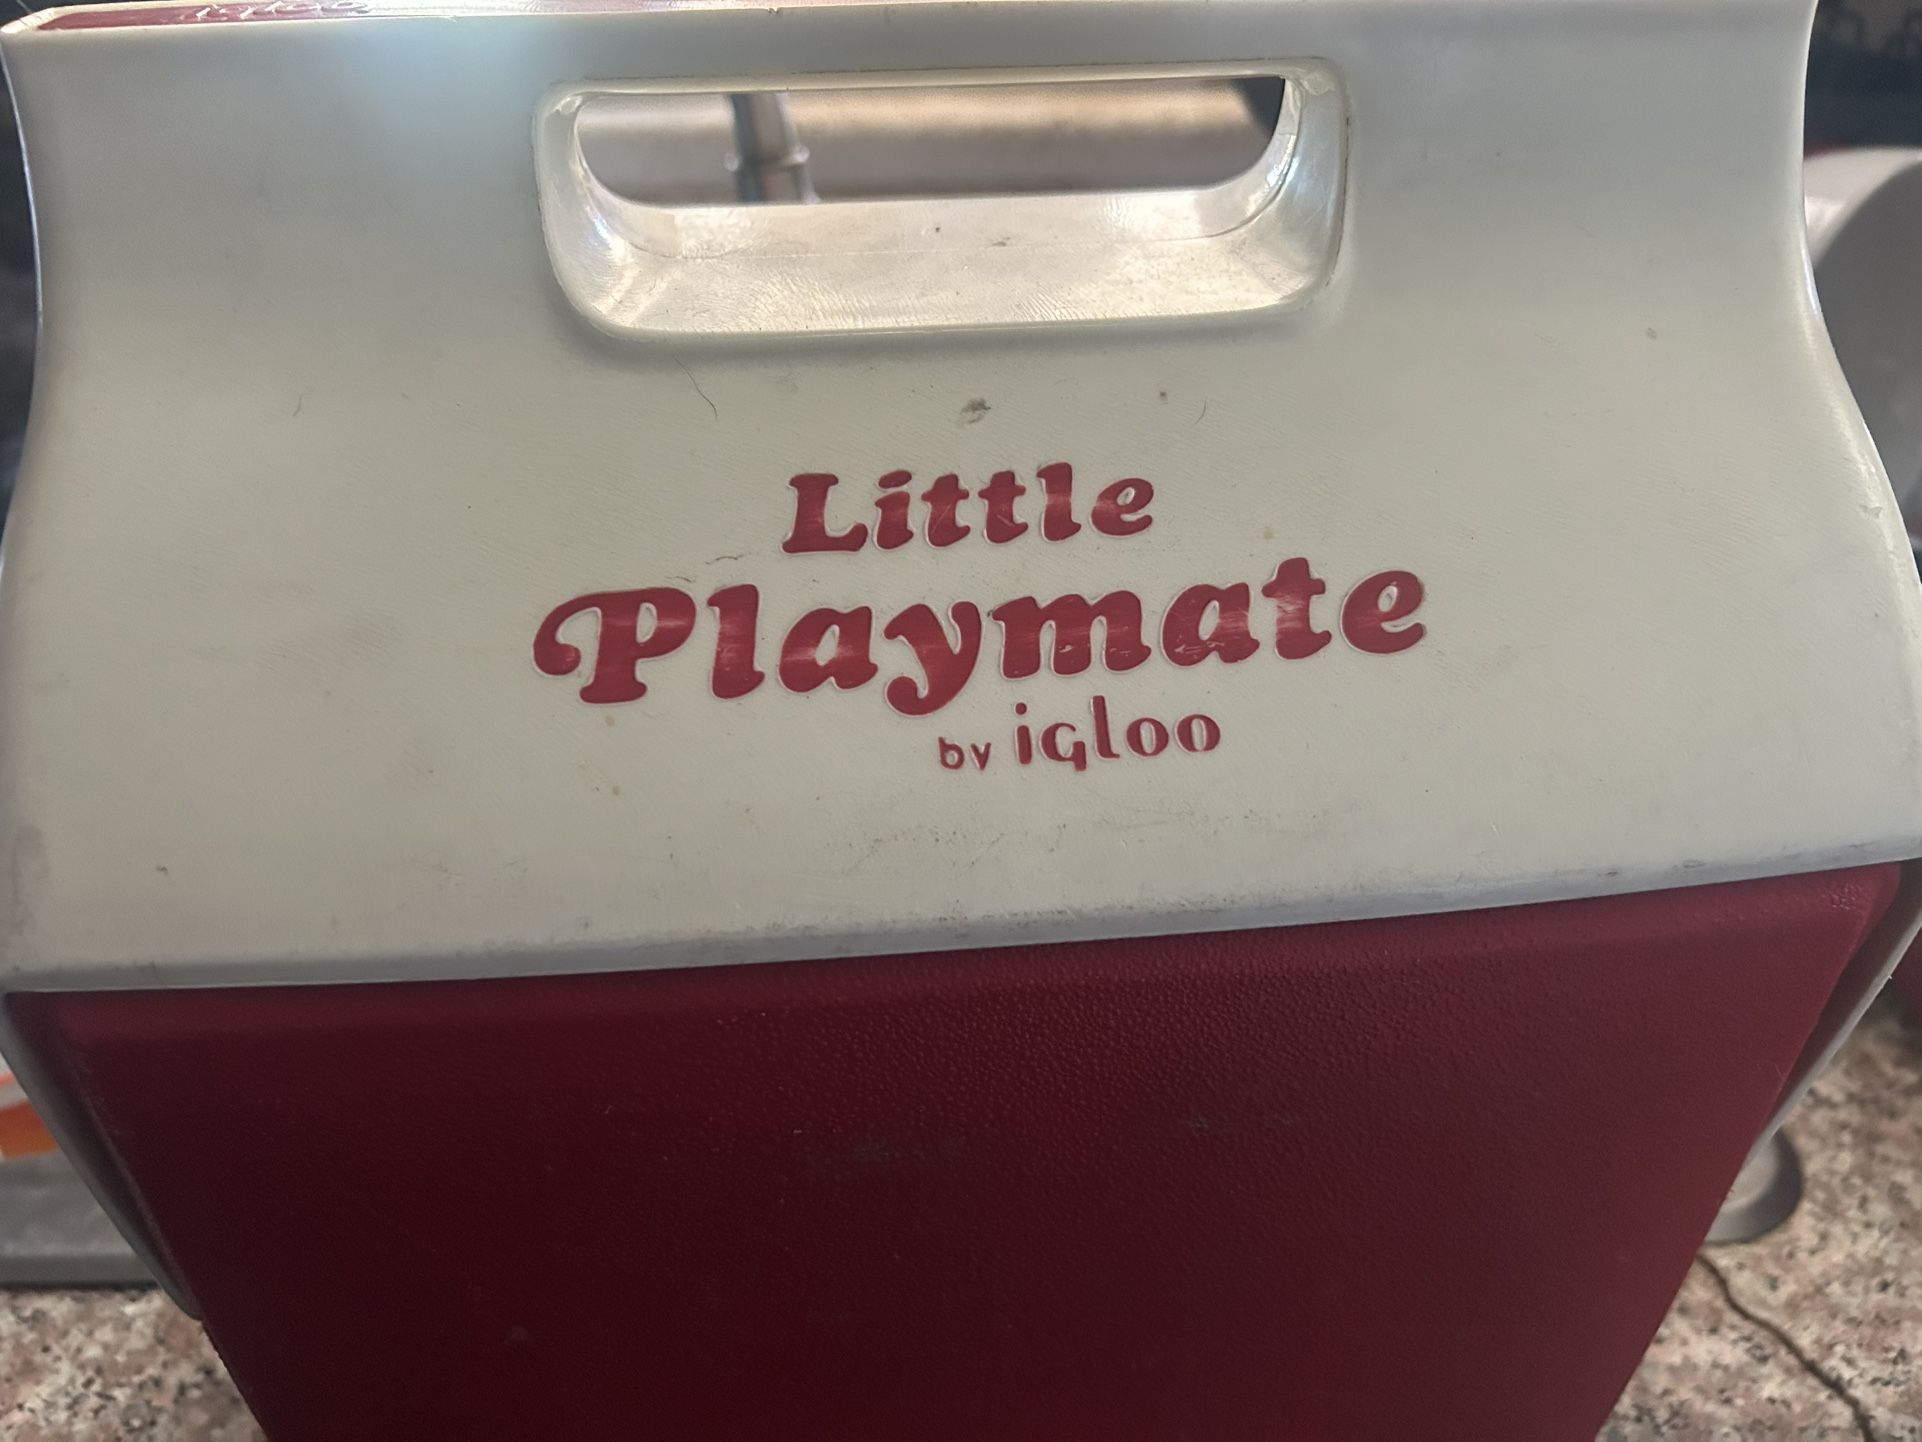 Little
Playmate
by igloo